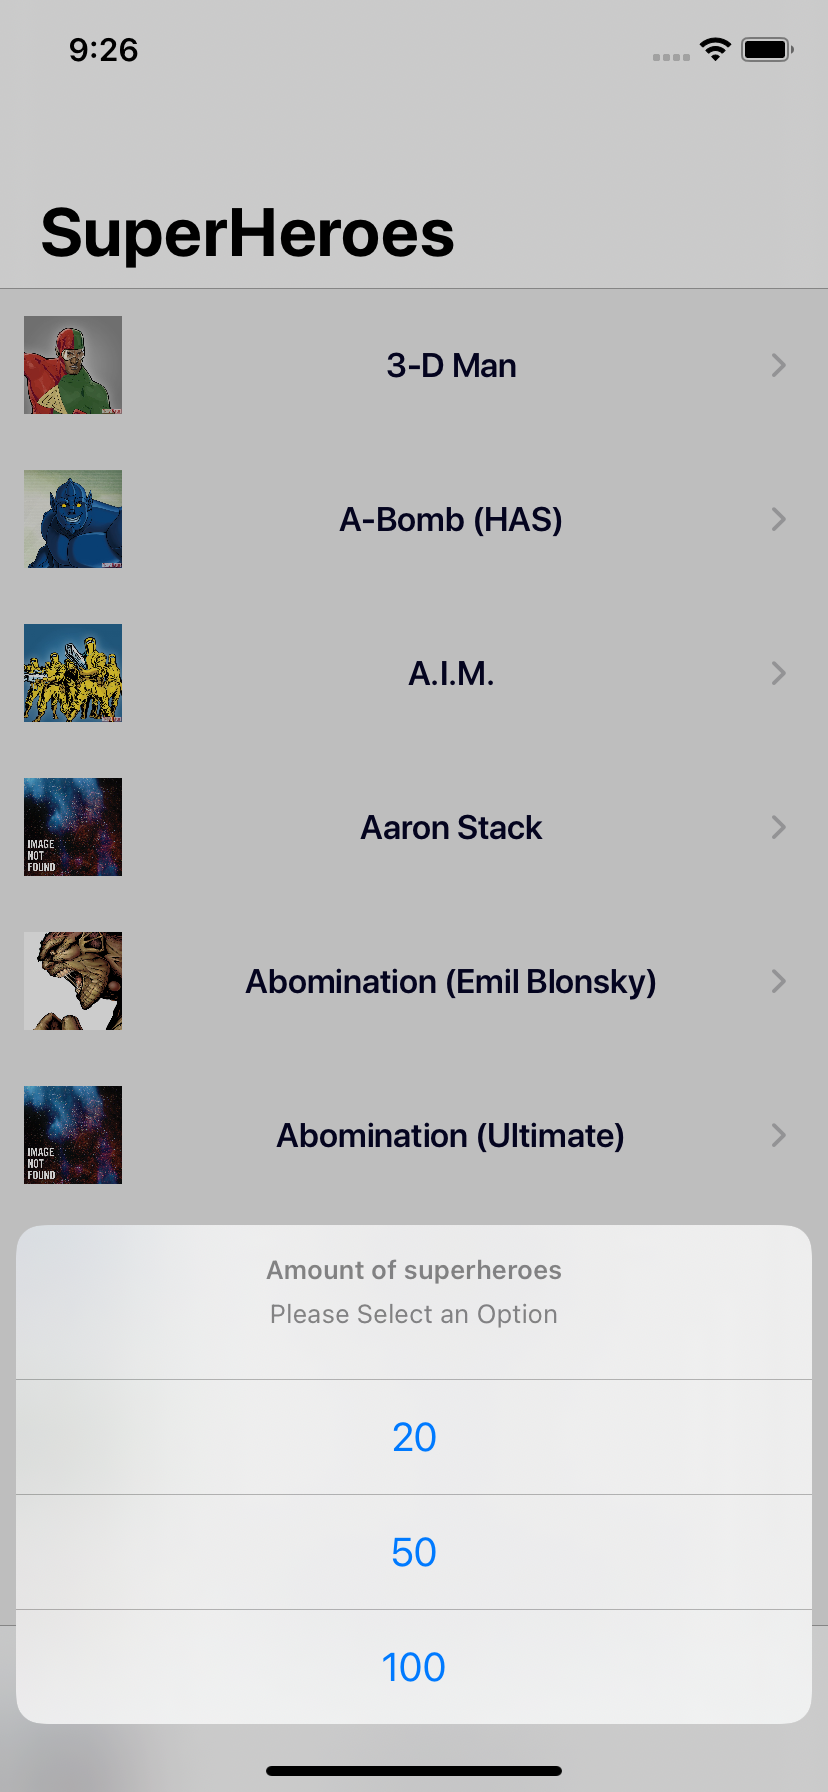 9:26
SuperHeroes
3-D Man
A-Bomb (HAS)
A.I.M.
Aaron Stack
IMAGE
NOT
FOUND
Abomination (Emil Blonsky)
Abomination (Ultimate)
IMAGE
NOT
FOUND
Amount of superheroes
Please Select an Option
20
50
100